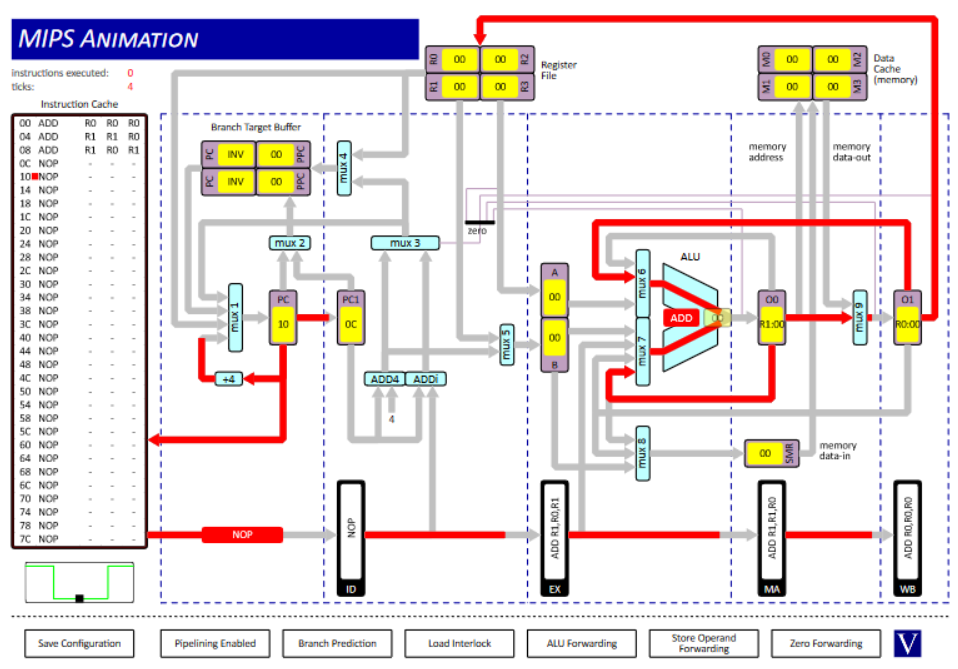 MIPS ANIMATION
instructions executed: 0
ticks: 4
Instruction Cache
00 ADD R0 R0 R0
04 ADD R1 R1 R0
08 ADD R1 R0 R1
0C NOP - - -
10 NOP - - -
14 NOP - - -
18 NOP - - -
1C NOP - - -
20 NOP - - -
24 NOP - - -
28 NOP - - -
2C NOP - - -
30 NOP - - -
34 NOP - - -
38 NOP - - -
3C NOP - - -
40 NOP - - -
44 NOP - - -
48 NOP - - -
4C NOP - - -
50 NOP - - -
54 NOP - - -
58 NOP - - -
5C NOP - - -
60 NOP - - -
64 NOP - - -
68 NOP - - -
6C NOP - - -
70 NOP - - -
74 NOP - - -
78 NOP - - -
7C NOP - - -
R0 00 00 R2
R1 00 00 R3
Register
File
M0 00 00 M2
M1 00 00 M3
Data
Cache
(memory)
Branch Target Buffer
PC INV 00 PPC
PC INV 00 PPC
mux 4
memory
address
memory
data-out
zero
mux 2
mux 3
mux 1
PC
10
PC1
0C
+4
ADD4
ADDi
4
mux 5
A
00
00
B
mux 6
mux 7
ALU
ADD
O0
R1:00
mux 9
O1
R0:00
mux 8
00 SMR
memory
data-in
NOP
NOP
ID
ADD R1,R0,R1
EX
ADD R1,R1,R0
MA
ADD R0,R0,R0
WB
Save Configuration
Pipelining Enabled
Branch Prediction
Load Interlock
ALU Forwarding
Store Operand
Forwarding
Zero Forwarding
V